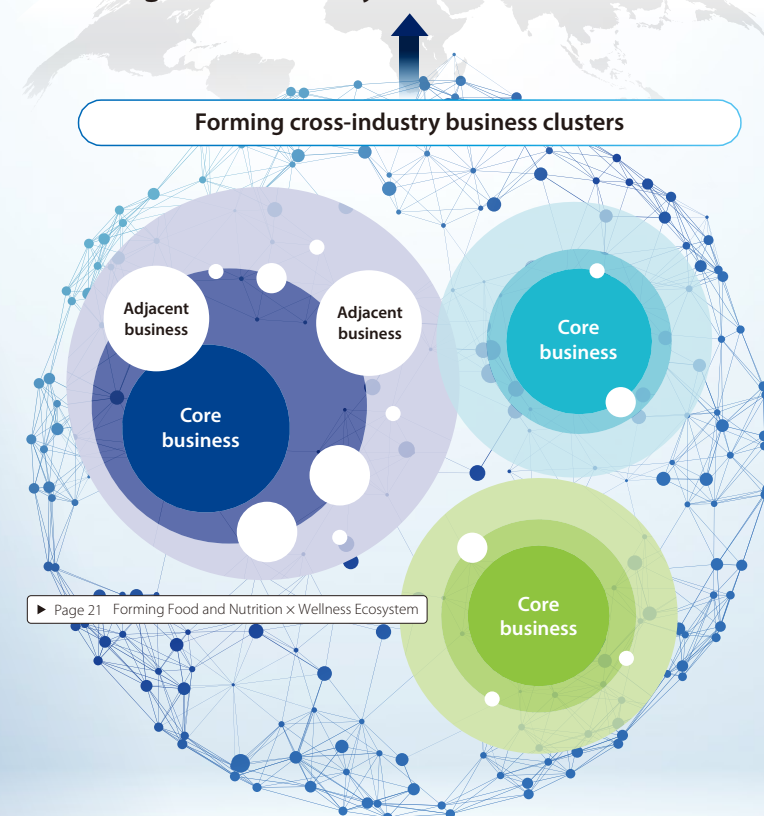 Forming cross-industry business clusters
Adjacent
business
Adjacent
business
Core
business
Core
business
▶ Page 21 Forming Food and Nutrition × Wellness Ecosystem
Core
business